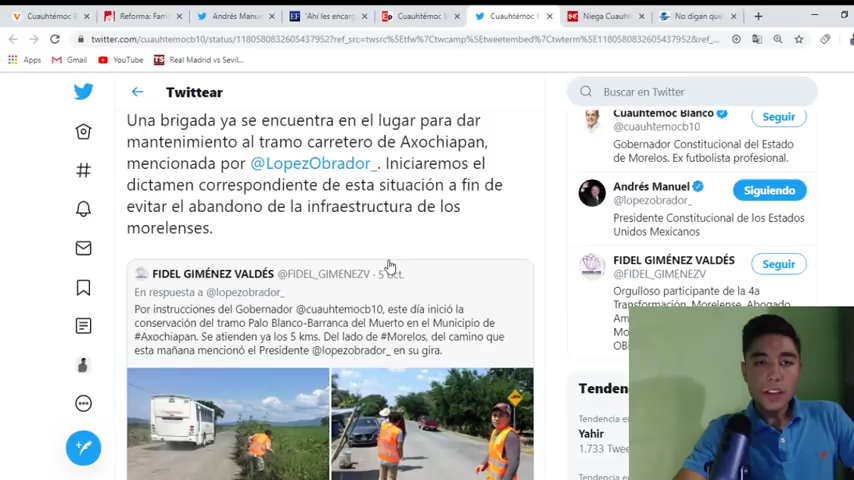 Cuauhtémoc B
Reforma: Fam
Andrés Manue
'Ahí les encarg
Cuauhtémoc B
Cuauhtémoc B
Niega Cuauht
No digan que
twitter.com/cuauhtemocb10/status/1180580832605437952?ref_src=twsrc%5Etfw%7Ctwcamp%5Etweetembed%7Ctwterm%5E1180580832605437952&ref_...
Apps
Gmail
YouTube
Real Madrid vs Sevil...
Twittear
Buscar en Twitter
Una brigada ya se encuentra en el lugar para dar
mantenimiento al tramo carretero de Axochiapan,
mencionada por @LopezObrador_. Iniciaremos el
dictamen correspondiente de esta situación a fin de
evitar el abandono de la infraestructura de los
morelenses.
FIDEL GIMÉNEZ VALDÉS @FIDEL_GIMENEZV · 5 oct.
En respuesta a @lopezobrador_
Por instrucciones del Gobernador @cuauhtemocb10, este día inició la
conservación del tramo Palo Blanco-Barranca del Muerto en el Municipio de
#Axochiapan. Se atienden ya los 5 kms. Del lado de #Morelos, del camino que
esta mañana mencionó el Presidente @lopezobrador_ en su gira.
Cuauhtémoc Blanco
@cuauhtemocb10
Seguir
Gobernador Constitucional del Estado
de Morelos. Ex futbolista profesional.
Andrés Manuel
@lopezobrador_
Siguiendo
Presidente Constitucional de los Estados
Unidos Mexicanos
FIDEL GIMÉNEZ VALDÉS
@FIDEL_GIMENEZV
Seguir
Orgulloso participante de la 4a
Transformación, Morelense, Abogado
Tenden
Tendencia e
Yahir
1.733 Twee
Tendencia e